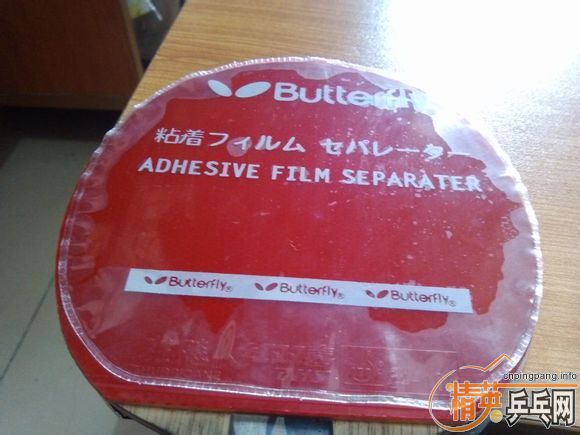 Butterfly
粘着フィルム セパレーター
ADHESIVE FILM SEPARATER
Butterfly® Butterfly® Butterfly®
cnpingpang.info
精英乒乓网